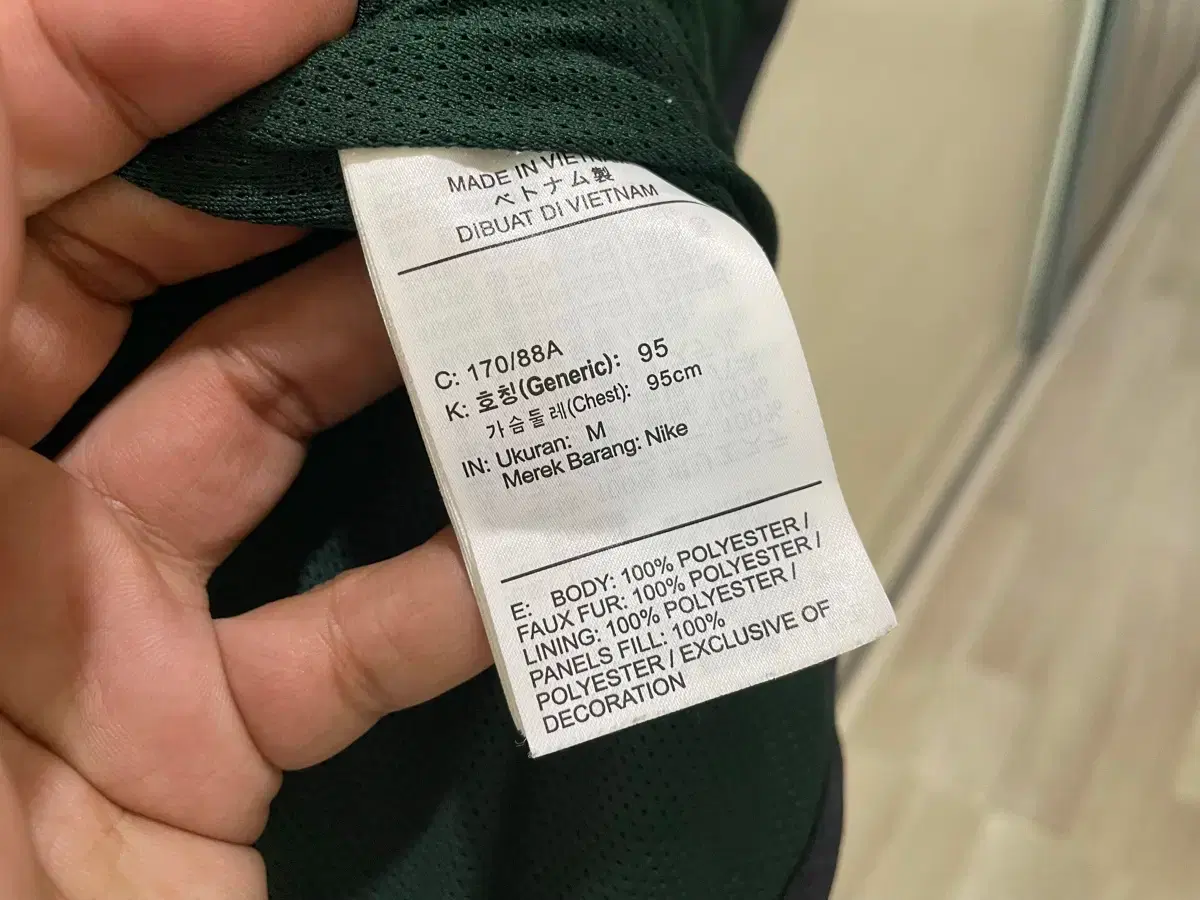 MADE IN
ベトナム製
DIBUAT DI VIETNAM
C: 170/88A
K: 호칭(Generic): 95
가슴둘레(Chest): 95cm
IN: Ukuran: M
Merek Barang: Nike
E: BODY: 100% POLYESTER /
FAUX FUR: 100% POLYESTER /
LINING: 100% POLYESTER /
PANELS FILL: 100%
POLYESTER / EXCLUSIVE OF
DECORATION